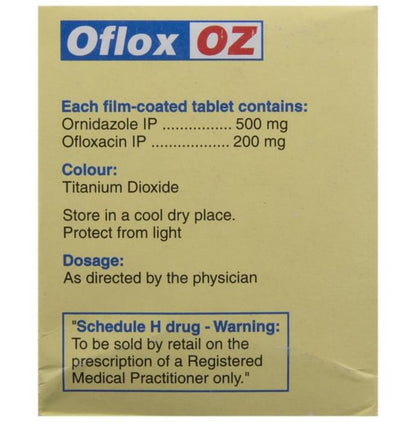 Oflox OZ
Each film-coated tablet contains:
Ornidazole IP ................ 500 mg
Ofloxacin IP .................. 200 mg
Colour:
Titanium Dioxide
Store in a cool dry place.
Protect from light
Dosage:
As directed by the physician
"Schedule H drug - Warning:
To be sold by retail on the
prescription of a Registered
Medical Practitioner only."